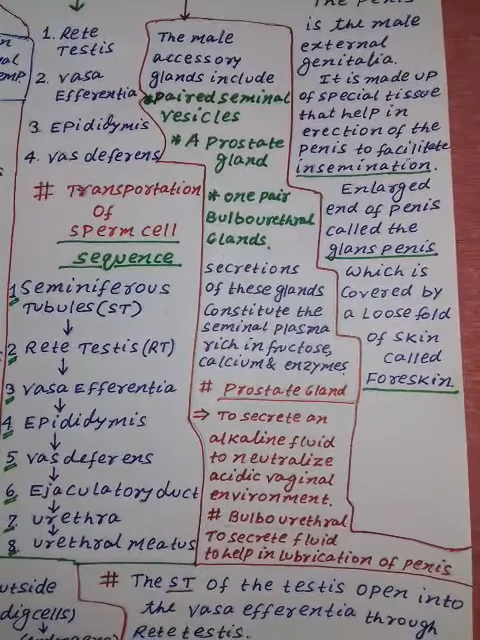 1. Rete
Testis
2. Vasa
Efferentia
3. Epididymis
4. Vas deferens
# Transportation
Of
Sperm cell
sequence
1 Seminiferous
Tubules (ST)
2 Rete Testis (RT)
3 Vasa Efferentia
4 Epididymis
5 vas deferens
6 Ejaculatory duct
7. urethra
8. urethral meatus
The male
accessory
glands include
*paired seminal
vesicles
* A Prostate
gland
* one pair
Bulbourethral
Glands.
secretions
of these glands
Constitute the
seminal plasma
rich in fructose,
calcium & enzymes
# Prostate Gland
⇒ To secrete an
alkaline fluid
to neutralize
acidic vaginal
environment.
# Bulbourethral
To secrete fluid
to help in lubrication of penis
The Penis
is the male
external
genitalia.
It is made up
of special tissue
that help in
erection of the
Penis to facilitate
insemination.
Enlarged
end of Penis
called the
glans penis
which is
covered by
a Loose fold
of skin
called
Foreskin.
utside
dig cells)
# The ST of the testis open into
the vasa efferentia through
Rete testis.